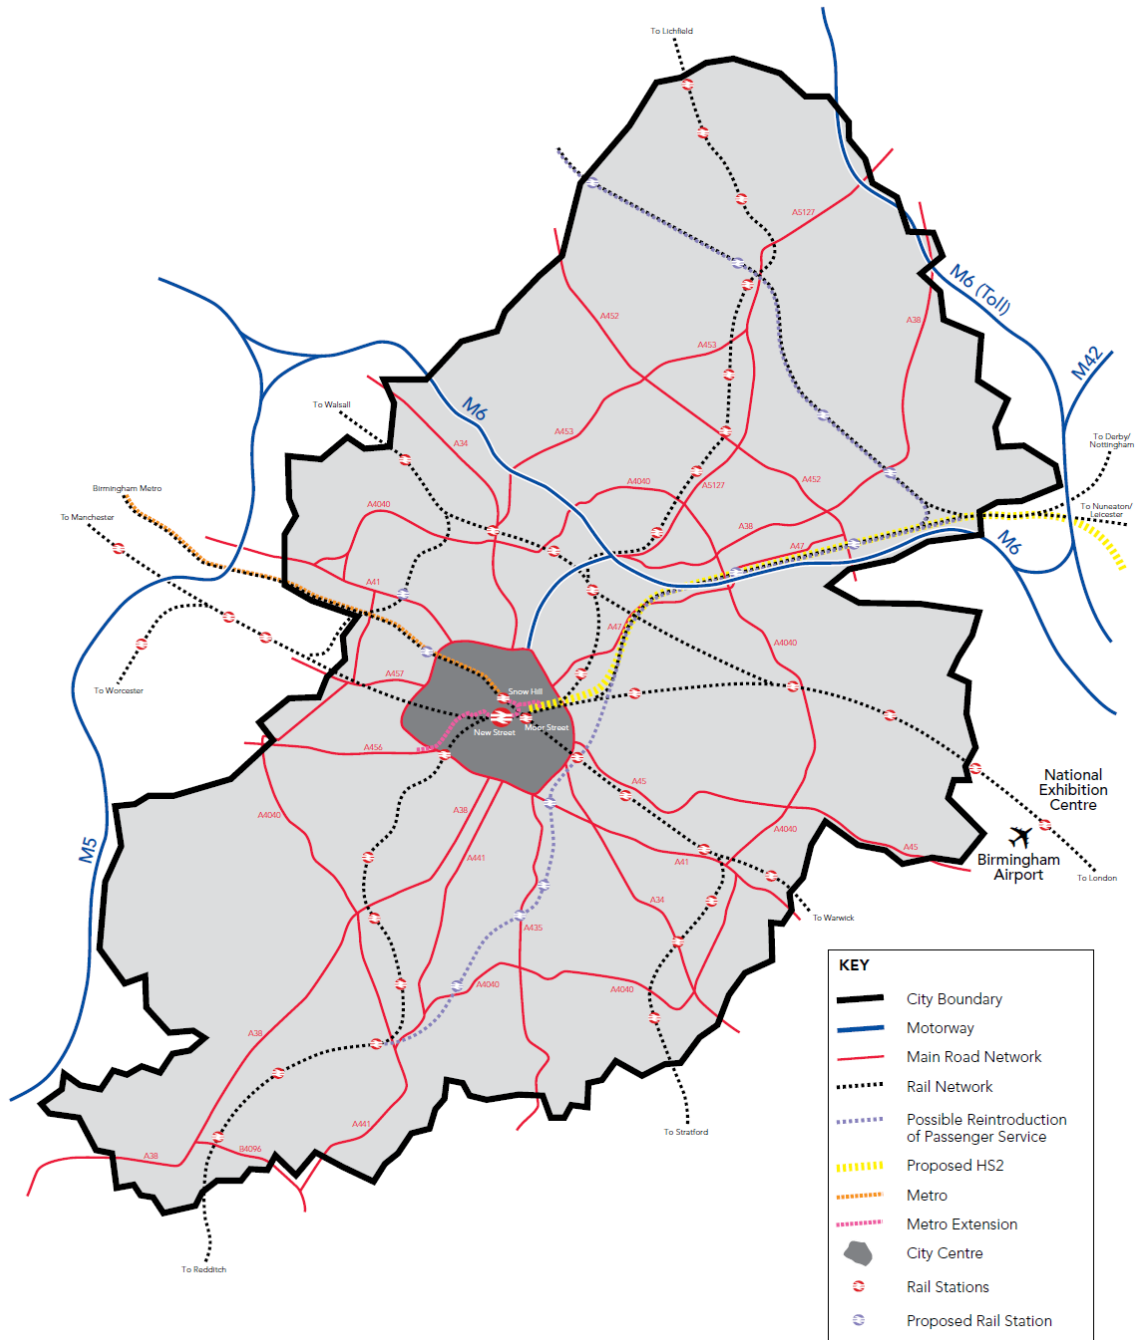 To Lichfield
A5127
A452
M6 (Toll)
A38
A453
M42
To Walsall
M6
A453
A34
To Derby/
Nottingham
A4040
A5127
A452
Birmingham Metro
A4040
To Nuneaton/
Leicester
To Manchester
A38
A47
M6
A41
A47
A4040
A457
To Worcester
Snow Hill
Moor Street
New Street
A456
A45
National
Exhibition
Centre
A38
A4040
A4040
M5
A441
A41
A45
Birmingham
Airport
To London
A34
To Warwick
A435
A4040
A4040
A38
A441
To Stratford
B4096
A38
To Redditch
KEY
City Boundary
Motorway
Main Road Network
Rail Network
Possible Reintroduction
of Passenger Service
Proposed HS2
Metro
Metro Extension
City Centre
Rail Stations
Proposed Rail Station